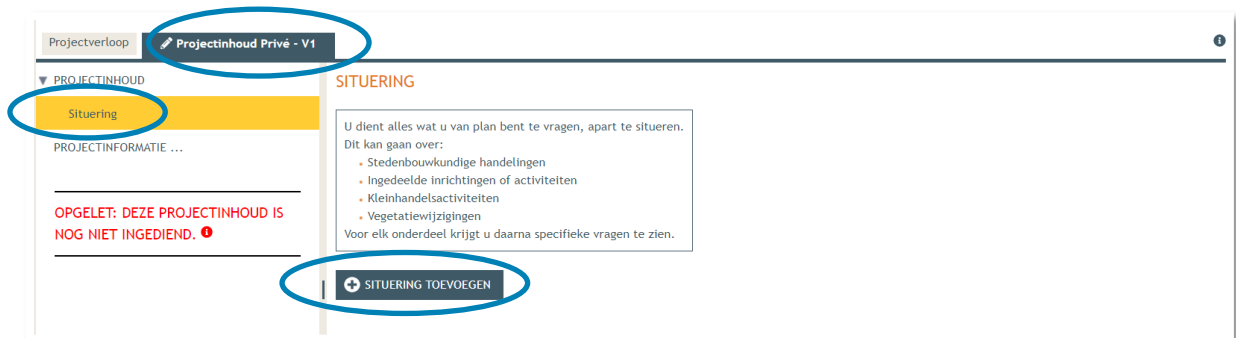 Projectverloop
Projectinhoud Privé - V1
PROJECTINHOUD
Situering
PROJECTINFORMATIE ...
OPGELET: DEZE PROJECTINHOUD IS
NOG NIET INGEDIEND.
SITUERING
U dient alles wat u van plan bent te vragen, apart te situeren.
Dit kan gaan over:
• Stedenbouwkundige handelingen
• Ingedeelde inrichtingen of activiteiten
• Kleinhandelsactiviteiten
• Vegetatiewijzigingen
Voor elk onderdeel krijgt u daarna specifieke vragen te zien.
SITUERING TOEVOEGEN